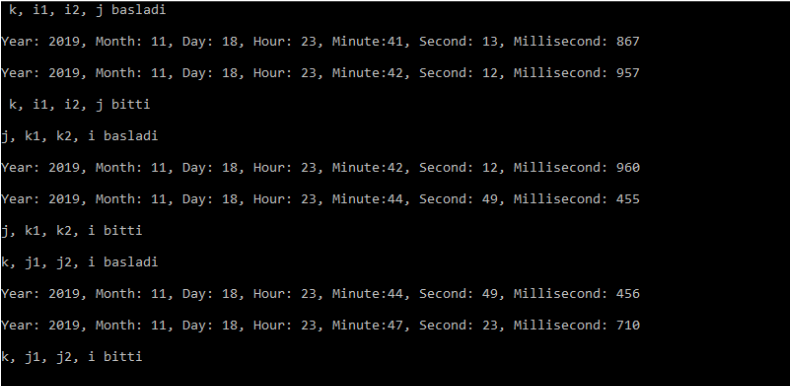 k, i1, i2, j basladi
Year: 2019, Month: 11, Day: 18, Hour: 23, Minute:41, Second: 13, Millisecond: 867
Year: 2019, Month: 11, Day: 18, Hour: 23, Minute:42, Second: 12, Millisecond: 957
k, i1, i2, j bitti
j, k1, k2, i basladi
Year: 2019, Month: 11, Day: 18, Hour: 23, Minute:42, Second: 12, Millisecond: 960
Year: 2019, Month: 11, Day: 18, Hour: 23, Minute:44, Second: 49, Millisecond: 455
j, k1, k2, i bitti
k, j1, j2, i basladi
Year: 2019, Month: 11, Day: 18, Hour: 23, Minute:44, Second: 49, Millisecond: 456
Year: 2019, Month: 11, Day: 18, Hour: 23, Minute:47, Second: 23, Millisecond: 710
k, j1, j2, i bitti